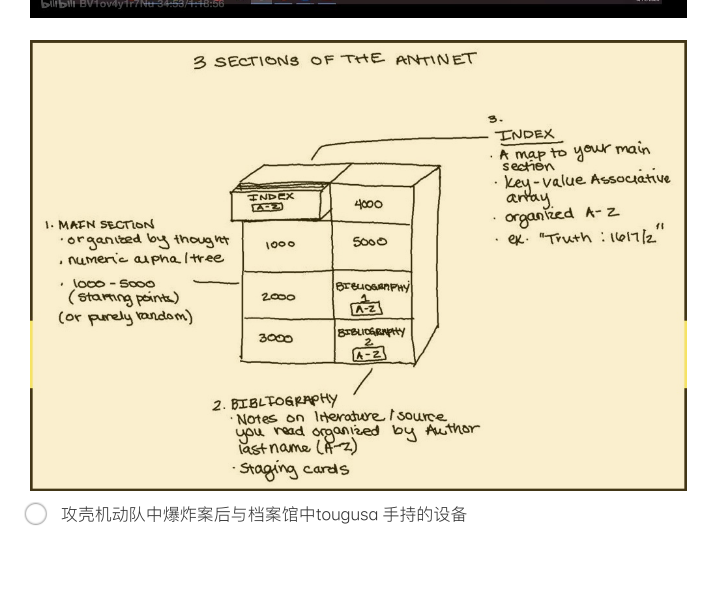 bilibili BV1ov4y1r7Nu 34:53/1:18:56
3 SECTIONS OF THE ANTINET
3.
INDEX
· A map to your main
section
· key-value Associative
array
· organized A-Z
· ex. "Truth : 1617/2"
INDEX
A-Z
4000
1000
5000
2000
BIBLIOGRAPHY
1
A-Z
3000
BIBLIOGRAPHY
2
A-Z
1. MAIN SECTION
· organized by thought
· numeric alpha/tree
· 1000 - 5000
(starting points)
(or purely random)
2. BIBLIOGRAPHY
· Notes on literature/source
you read organized by Author
last name (A-Z)
· Staging cards
攻壳机动队中爆炸案后与档案馆中tougusa 手持的设备